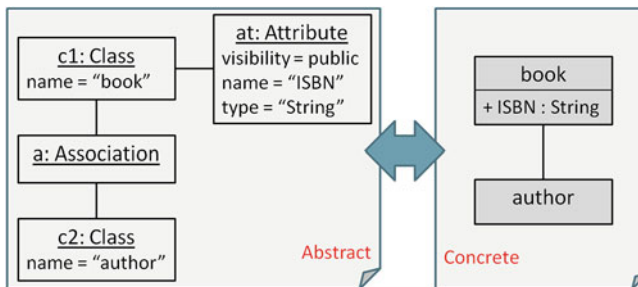 c1: Class
name = “book”
at: Attribute
visibility = public
name = “ISBN”
type = “String”
a: Association
c2: Class
name = “author”
Abstract
book
+ ISBN : String
author
Concrete